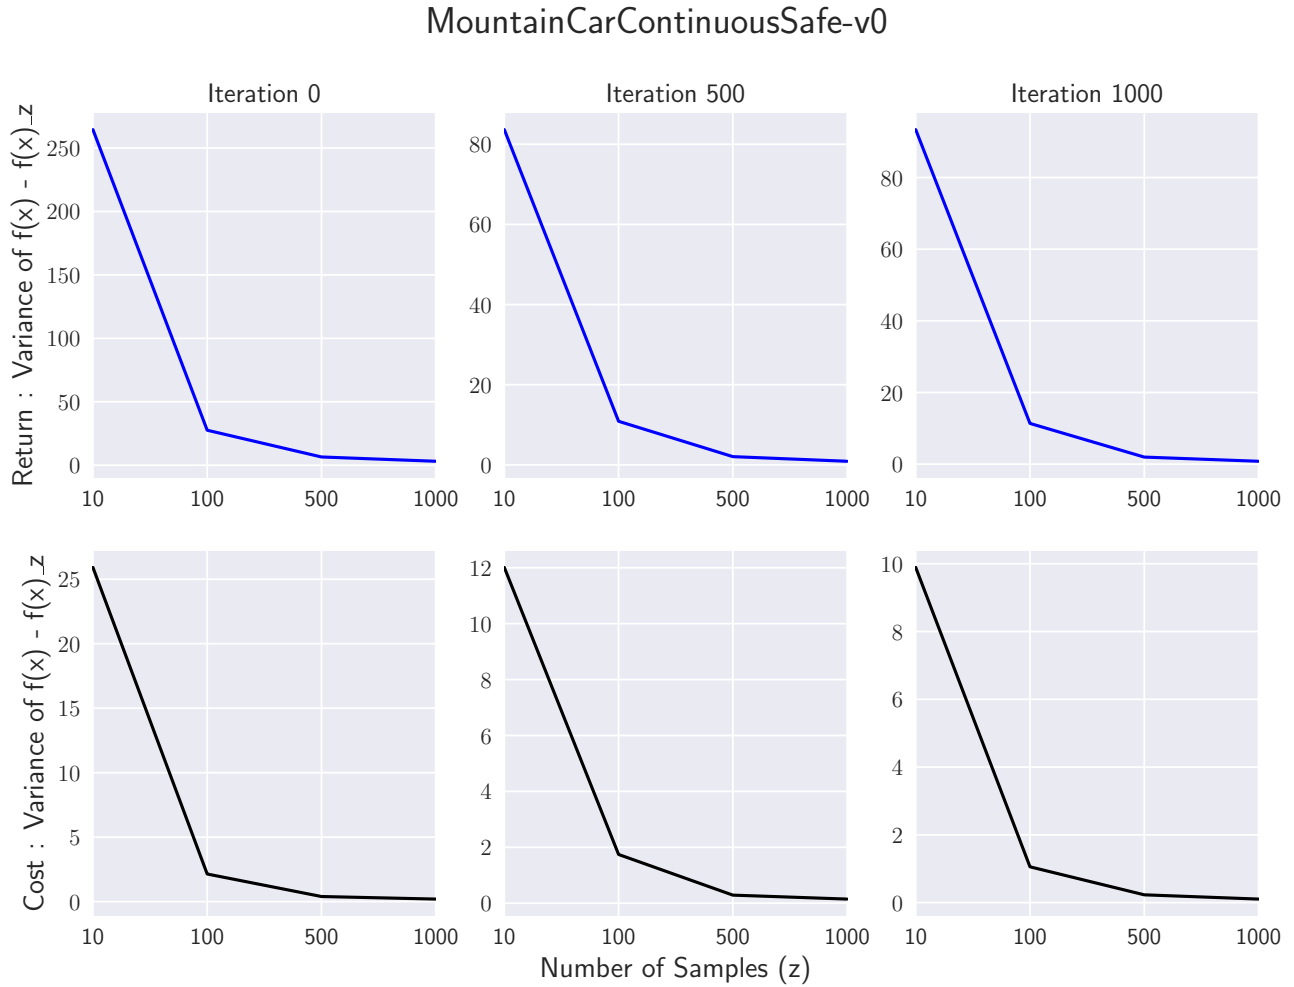 MountainCarContinuousSafe-v0
Iteration 0
Iteration 500
Iteration 1000
Return : Variance of f(x) - f(x)_z
250
200
150
100
50
0
10 100 500 1000
80
60
40
20
0
10 100 500 1000
80
60
40
20
0
10 100 500 1000
Cost : Variance of f(x) - f(x)_z
25
20
15
10
5
0
10 100 500 1000
12
10
8
6
4
2
0
10 100 500 1000
10
8
6
4
2
0
10 100 500 1000
Number of Samples (z)